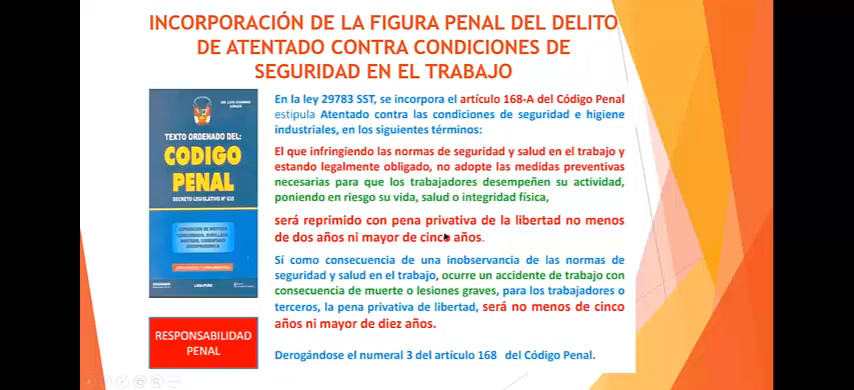 INCORPORACIÓN DE LA FIGURA PENAL DEL DELITO
DE ATENTADO CONTRA CONDICIONES DE
SEGURIDAD EN EL TRABAJO
TEXTO ORDENADO DEL:
CODIGO
PENAL
DECRETO LEGISLATIVO Nº 635
RESPONSABILIDAD
PENAL
En la ley 29783 SST, se incorpora el artículo 168-A del Código Penal
estipula Atentado contra las condiciones de seguridad e higiene
industriales, en los siguientes términos:
El que infringiendo las normas de seguridad y salud en el trabajo y
estando legalmente obligado, no adopte las medidas preventivas
necesarias para que los trabajadores desempeñen su actividad,
poniendo en riesgo su vida, salud o integridad física,
será reprimido con pena privativa de la libertad no menos
de dos años ni mayor de cinco años.
Sí como consecuencia de una inobservancia de las normas de
seguridad y salud en el trabajo, ocurre un accidente de trabajo con
consecuencia de muerte o lesiones graves, para los trabajadores o
terceros, la pena privativa de libertad, será no menos de cinco
años ni mayor de diez años.
Derogándose el numeral 3 del artículo 168 del Código Penal.